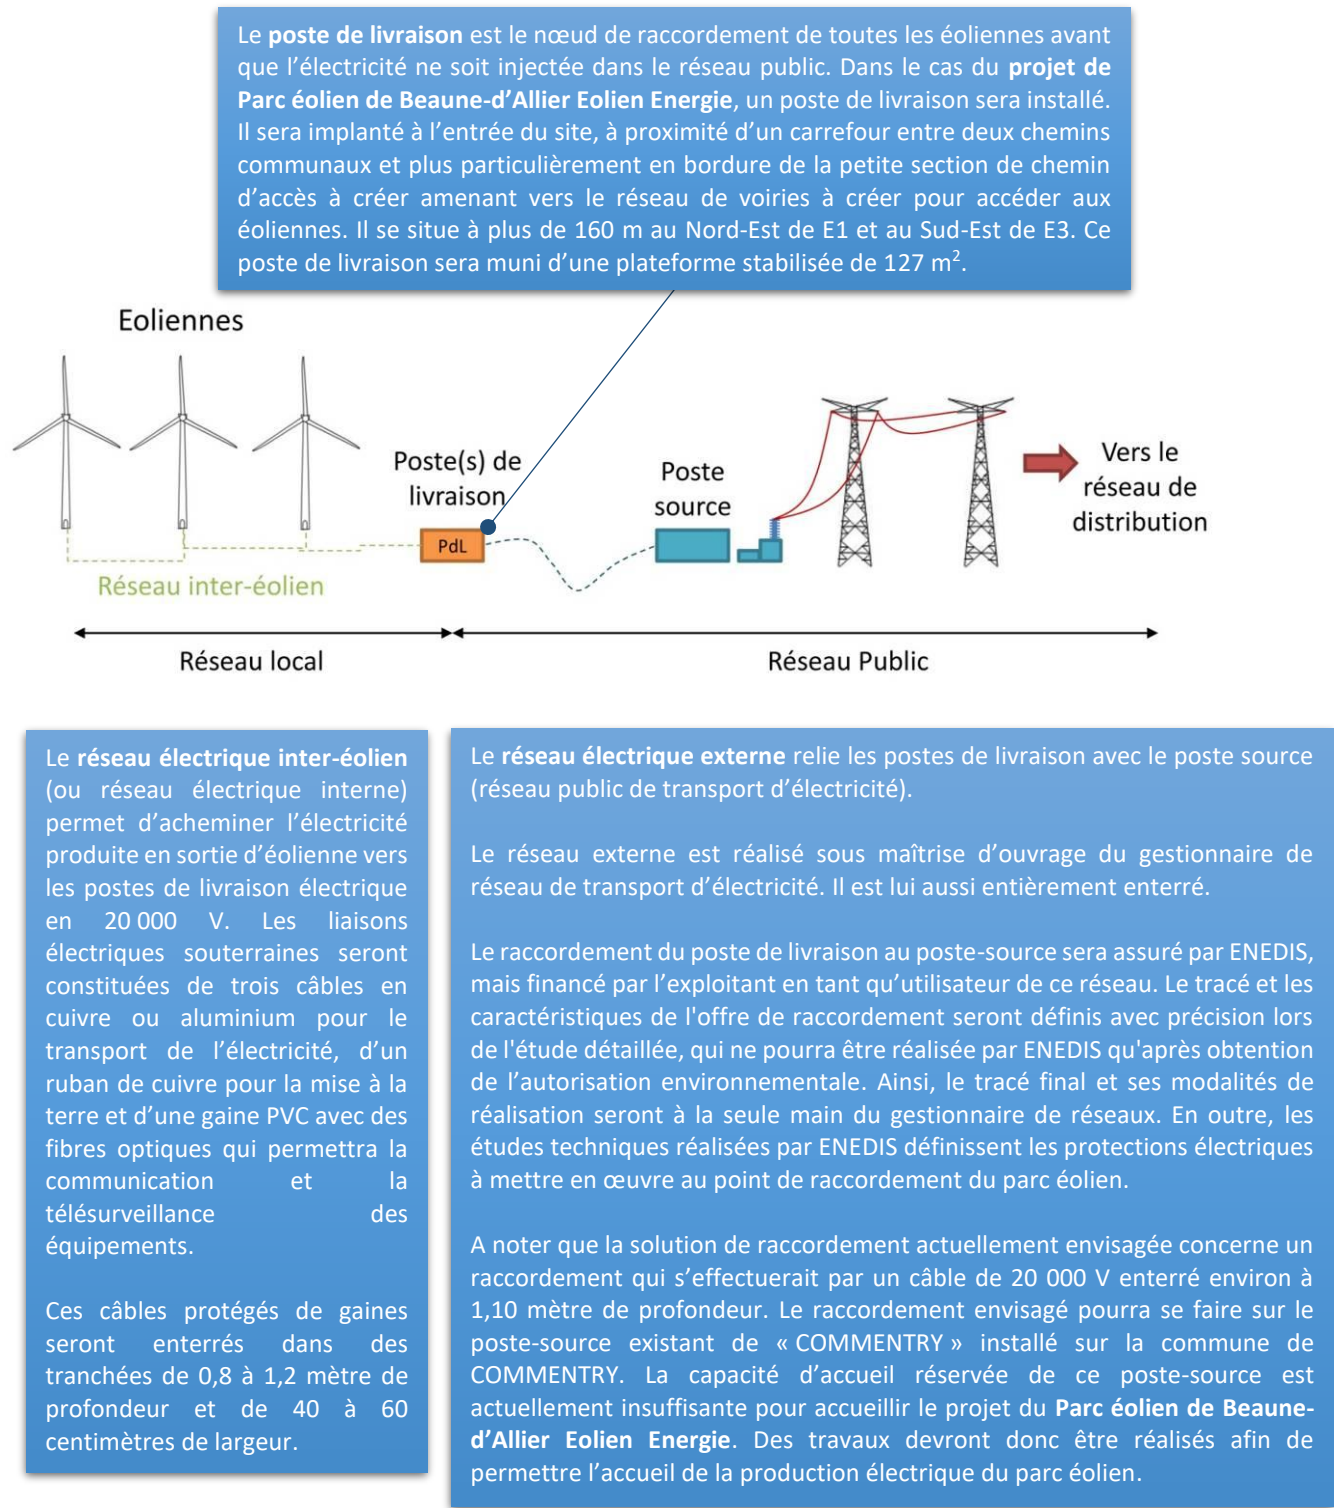 Le poste de livraison est le nœud de raccordement de toutes les éoliennes avant
que l’électricité ne soit injectée dans le réseau public. Dans le cas du projet de
Parc éolien de Beaune-d’Allier Eolien Energie, un poste de livraison sera installé.
Il sera implanté à l’entrée du site, à proximité d’un carrefour entre deux chemins
communaux et plus particulièrement en bordure de la petite section de chemin
d’accès à créer amenant vers le réseau de voiries à créer pour accéder aux
éoliennes. Il se situe à plus de 160 m au Nord-Est de E1 et au Sud-Est de E3. Ce
poste de livraison sera muni d’une plateforme stabilisée de 127 m².
Eoliennes
Poste(s) de
livraison
PdL
Poste
source
Vers le
réseau de
distribution
Réseau inter-éolien
Réseau local
Réseau Public
Le réseau électrique inter-éolien
(ou réseau électrique interne)
permet d’acheminer l’électricité
produite en sortie d’éolienne vers
les postes de livraison électrique
en 20 000 V. Les liaisons
électriques souterraines seront
constituées de trois câbles en
cuivre ou aluminium pour le
transport de l’électricité, d’un
ruban de cuivre pour la mise à la
terre et d’une gaine PVC avec des
fibres optiques qui permettra la
communication et la
télésurveillance des
équipements.
Ces câbles protégés de gaines
seront enterrés dans des
tranchées de 0,8 à 1,2 mètre de
profondeur et de 40 à 60
centimètres de largeur.
Le réseau électrique externe relie les postes de livraison avec le poste source
(réseau public de transport d’électricité).
Le réseau externe est réalisé sous maîtrise d’ouvrage du gestionnaire de
réseau de transport d’électricité. Il est lui aussi entièrement enterré.
Le raccordement du poste de livraison au poste-source sera assuré par ENEDIS,
mais financé par l’exploitant en tant qu’utilisateur de ce réseau. Le tracé et les
caractéristiques de l'offre de raccordement seront définis avec précision lors
de l'étude détaillée, qui ne pourra être réalisée par ENEDIS qu'après obtention
de l’autorisation environnementale. Ainsi, le tracé final et ses modalités de
réalisation seront à la seule main du gestionnaire de réseaux. En outre, les
études techniques réalisées par ENEDIS définissent les protections électriques
à mettre en œuvre au point de raccordement du parc éolien.
A noter que la solution de raccordement actuellement envisagée concerne un
raccordement qui s’effectuerait par un câble de 20 000 V enterré environ à
1,10 mètre de profondeur. Le raccordement envisagé pourra se faire sur le
poste-source existant de « COMMENTRY » installé sur la commune de
COMMENTRY. La capacité d’accueil réservée de ce poste-source est
actuellement insuffisante pour accueillir le projet du Parc éolien de Beaune-
d’Allier Eolien Energie. Des travaux devront donc être réalisés afin de
permettre l’accueil de la production électrique du parc éolien.